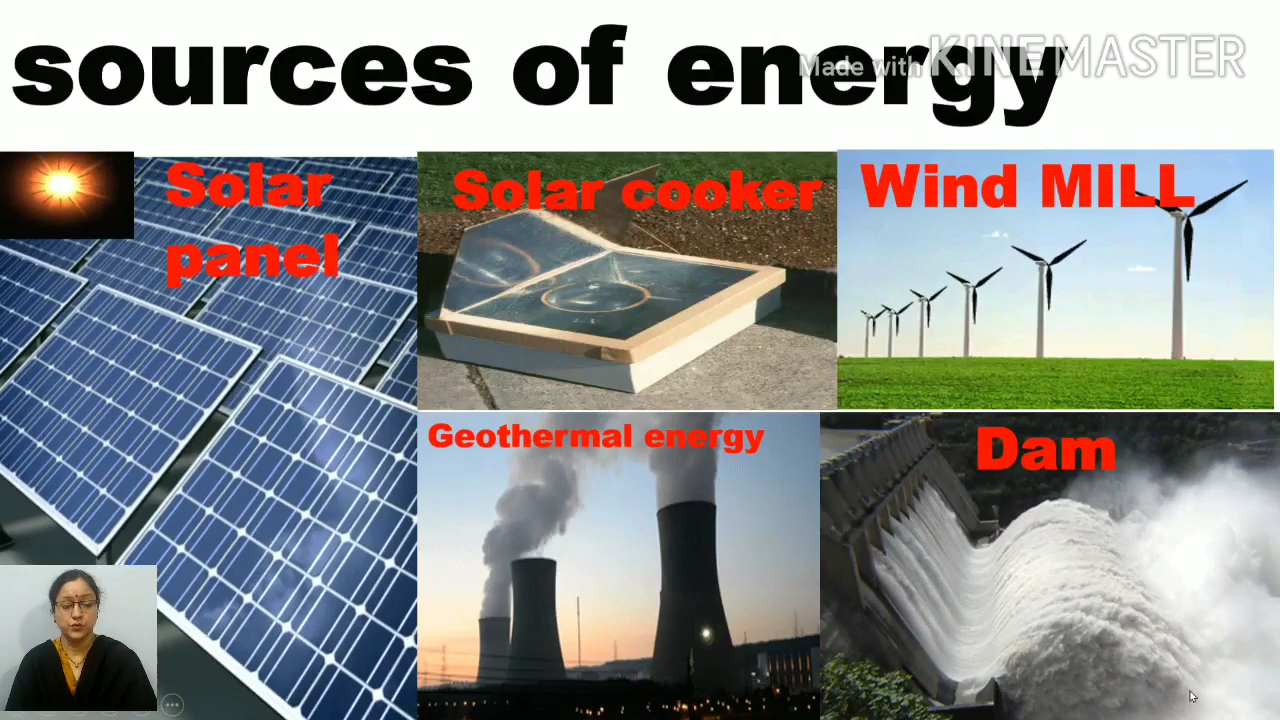 sources of energy
Made with KINEMASTER
Solar
panel
Solar cooker
Wind MILL
Geothermal energy
Dam